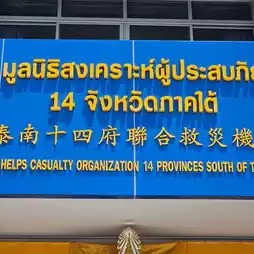 มูลนิธิสงเคราะห์ผู้ประสบภั
14 จังหวัดภาคใต้
泰南十四府聯合救災機
HELPS CASUALTY ORGANIZATION 14 PROVINCES SOUTH OF T